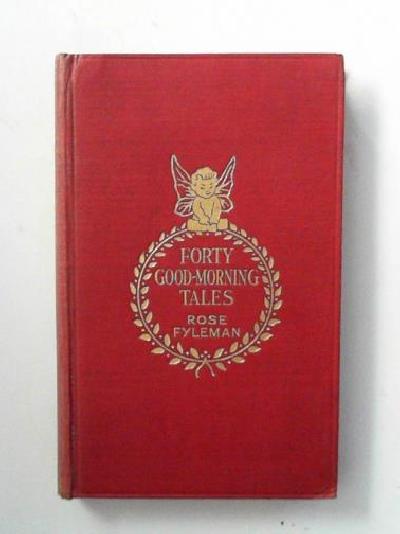 FORTY
GOOD-MORNING
TALES
ROSE
FYLEMAN